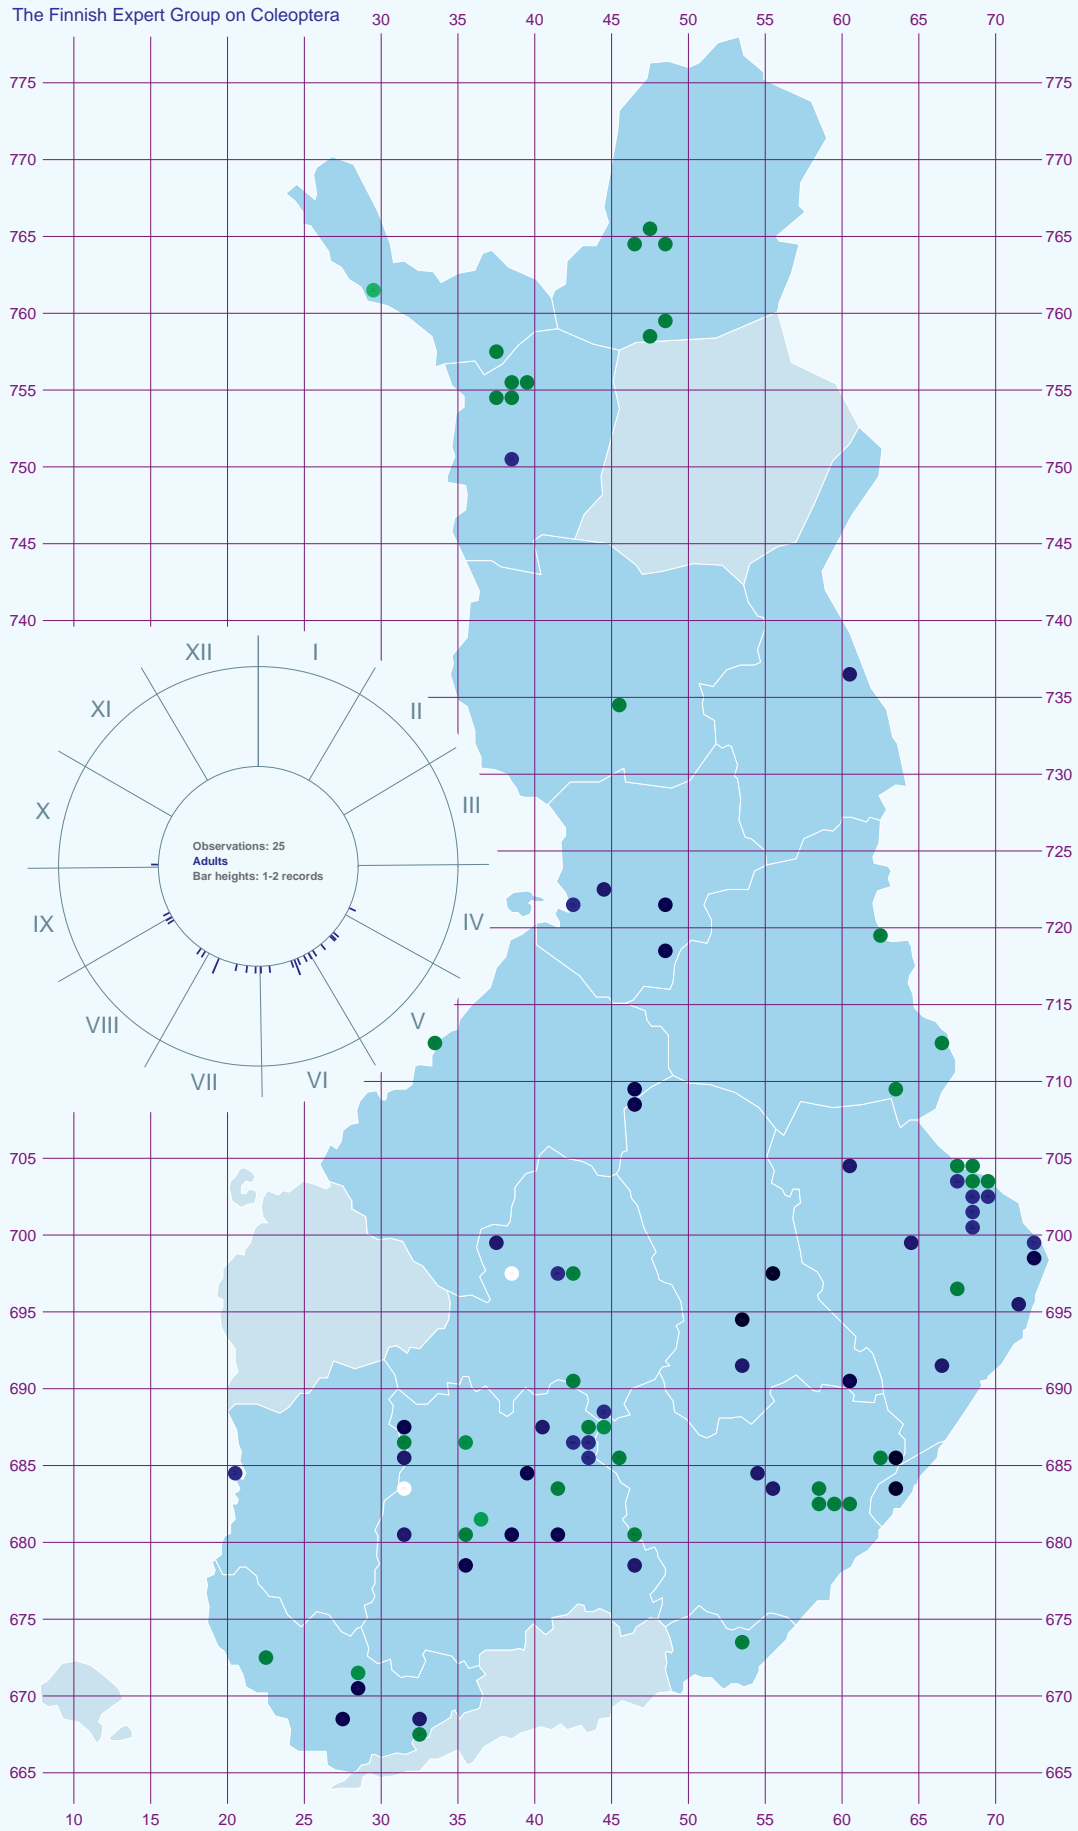 The Finnish Expert Group on Coleoptera
30 35 40 45 50 55 60 65 70
775 775
770 770
765 765
760 760
755 755
750 750
745 745
740 740
XII I
XI II
735
730
X III
Observations: 25
Adults
Bar heights: 1-2 records
725 725
IX IV
720 720
715 715
VIII V
VII VI
710 710
705 705
700 700
695 695
690 690
685 685
680 680
675 675
670 670
665 665
10 15 20 25 30 35 40 45 50 55 60 65 70